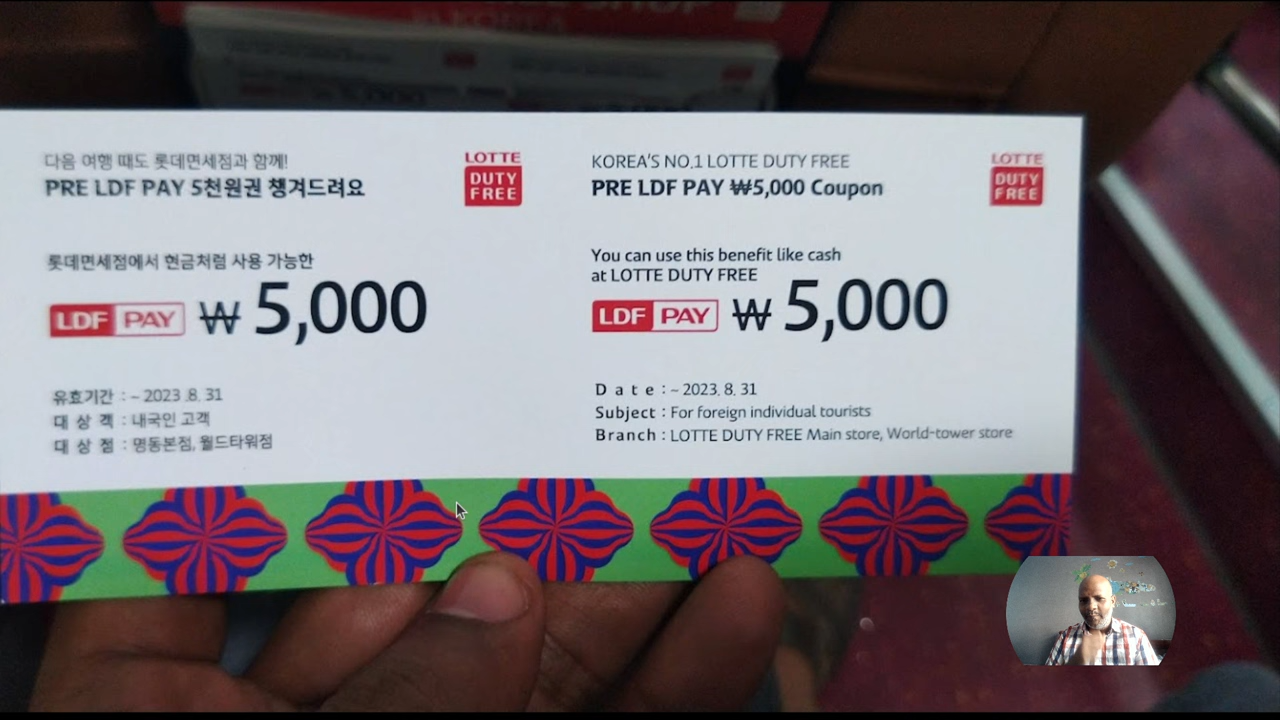 SHOP
IN KOREA
다음 여행 때도 롯데면세점과 함께!
PRE LDF PAY 5천원권 챙겨드려요
LOTTE
DUTY
FREE
롯데면세점에서 현금처럼 사용 가능한
LDF PAY ₩ 5,000
유효기간 : ~ 2023 .8. 31
대 상 객 : 내국인 고객
대 상 점 : 명동본점, 월드타워점
KOREA'S NO.1 LOTTE DUTY FREE
PRE LDF PAY ₩5,000 Coupon
LOTTE
DUTY
FREE
You can use this benefit like cash
at LOTTE DUTY FREE
LDF PAY ₩ 5,000
D a t e : ~ 2023. 8. 31
Subject : For foreign individual tourists
Branch : LOTTE DUTY FREE Main store, World-tower store